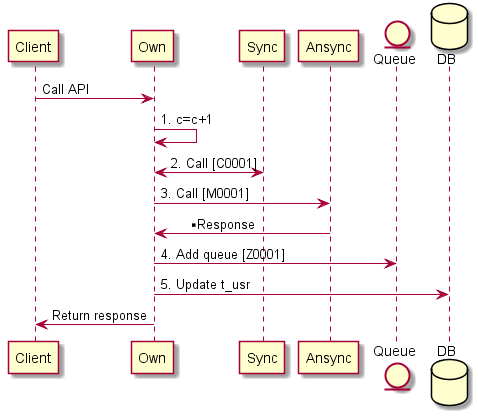 Client Own Sync Ansync Queue DB
Call API
1. c=c+1
2. Call [C0001]
3. Call [M0001]
▪Response
4. Add queue [Z0001]
5. Update t_usr
Return response
Client Own Sync Ansync Queue DB